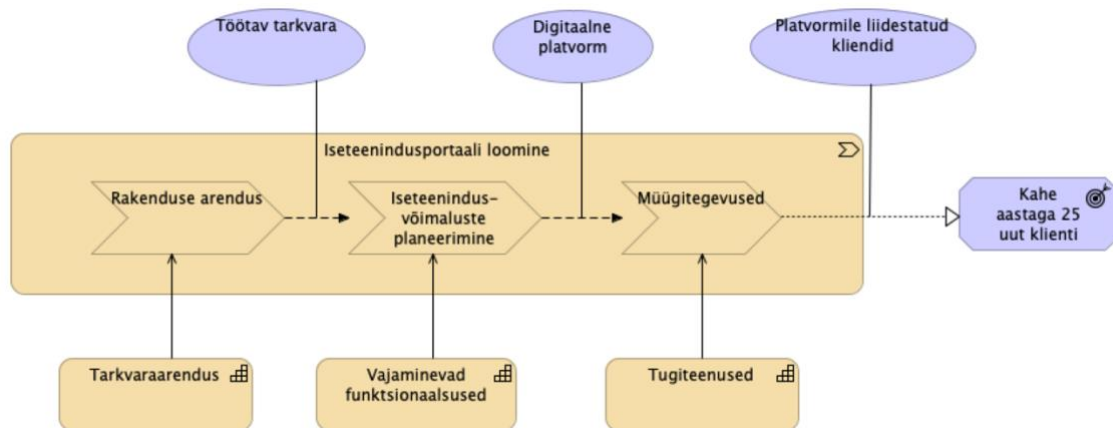 Töötav tarkvara
Digitaalne
platvorm
Platvormile liidestatud
kliendid
Iseteenindusportaali loomine
Rakenduse arendus
Iseteenindus-
võimaluste
planeerimine
Müügitegevused
Kahe
aastaga 25
uut klienti
Tarkvaraarendus
Vajaminevad
funktsionaalsused
Tugiteenused